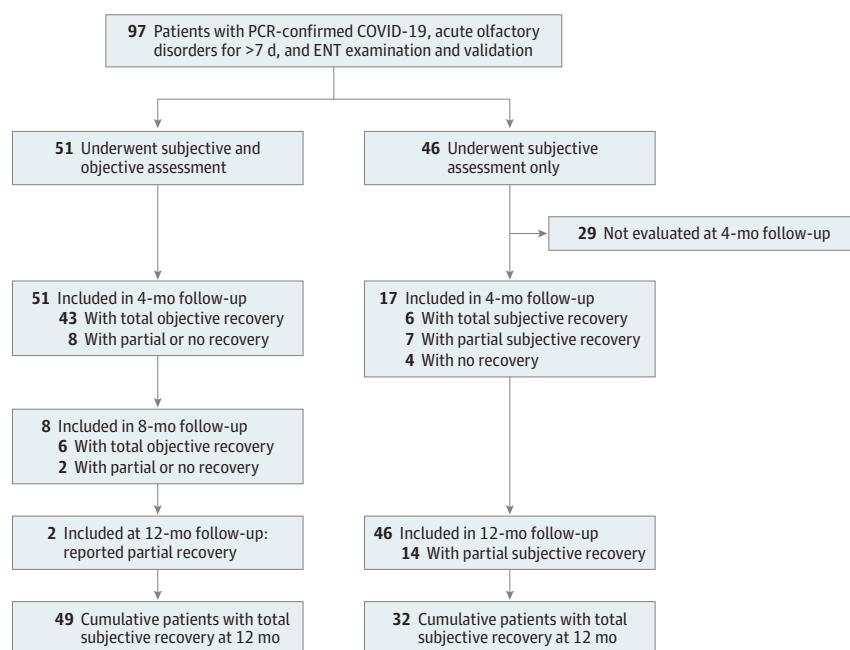 97 Patients with PCR-confirmed COVID-19, acute olfactory
disorders for >7 d, and ENT examination and validation
51 Underwent subjective and
objective assessment
46 Underwent subjective
assessment only
29 Not evaluated at 4-mo follow-up
51 Included in 4-mo follow-up
43 With total objective recovery
8 With partial or no recovery
17 Included in 4-mo follow-up
6 With total subjective recovery
7 With partial subjective recovery
4 With no recovery
8 Included in 8-mo follow-up
6 With total objective recovery
2 With partial or no recovery
2 Included at 12-mo follow-up:
reported partial recovery
46 Included in 12-mo follow-up
14 With partial subjective recovery
49 Cumulative patients with total
subjective recovery at 12 mo
32 Cumulative patients with total
subjective recovery at 12 mo